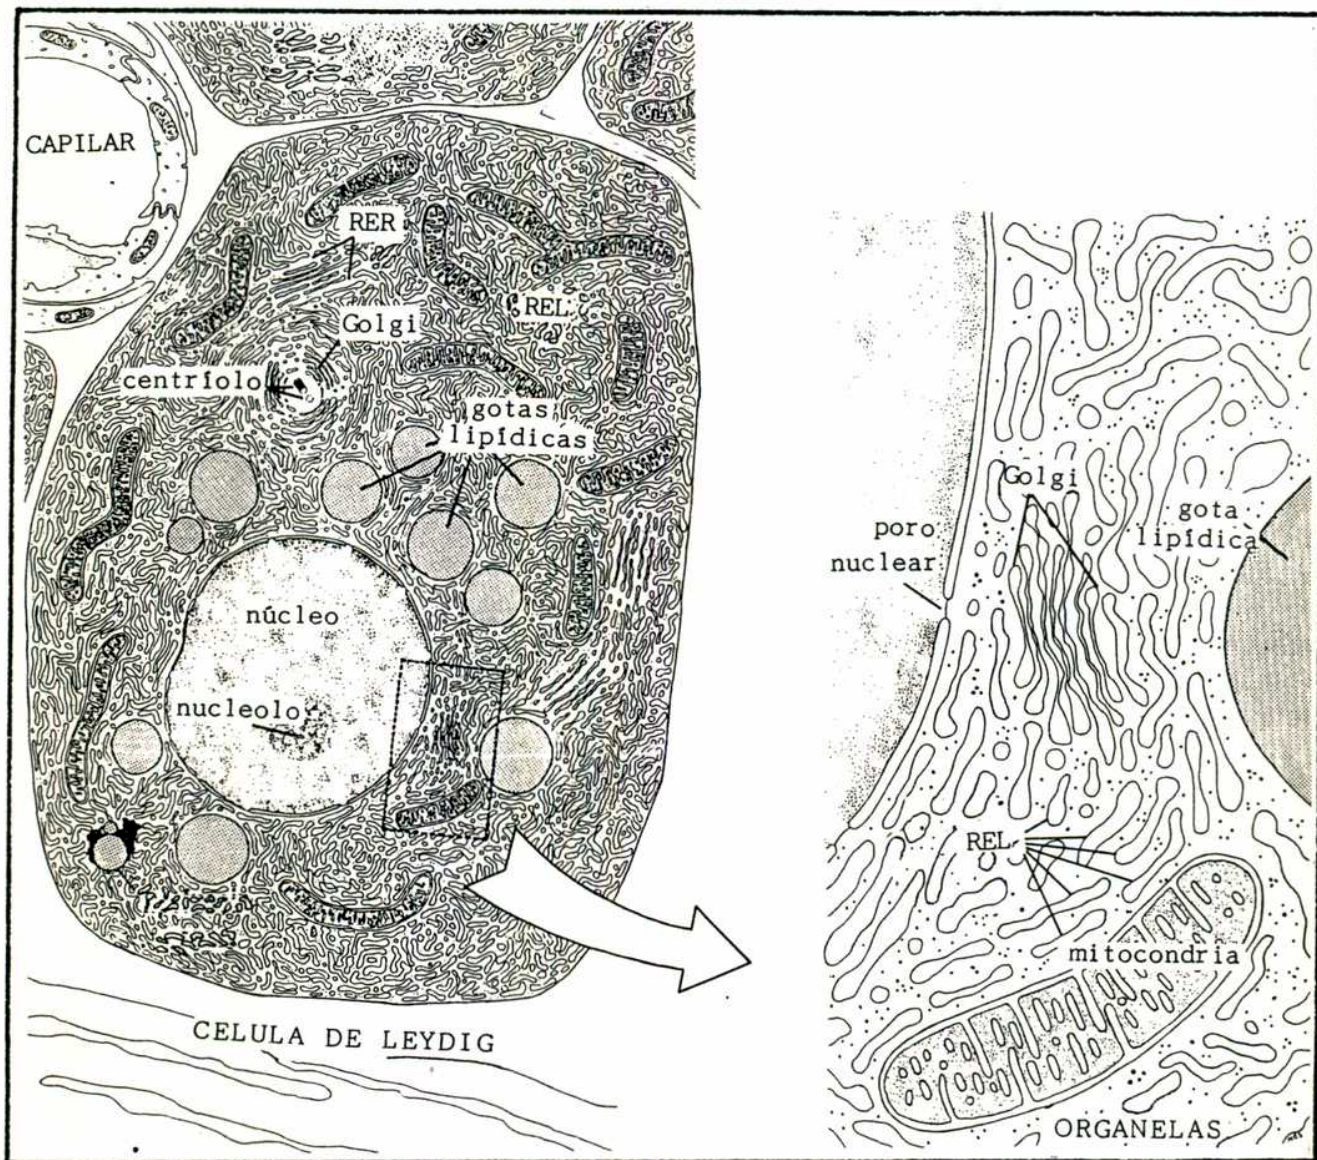 CAPILAR
RER
REL
Golgi
centríolo
gotas
lipídicas
núcleo
nucleolo
CELULA DE LEYDIG
Golgi
poro
nuclear
gota
lipídica
REL
mitocondria
ORGANELAS